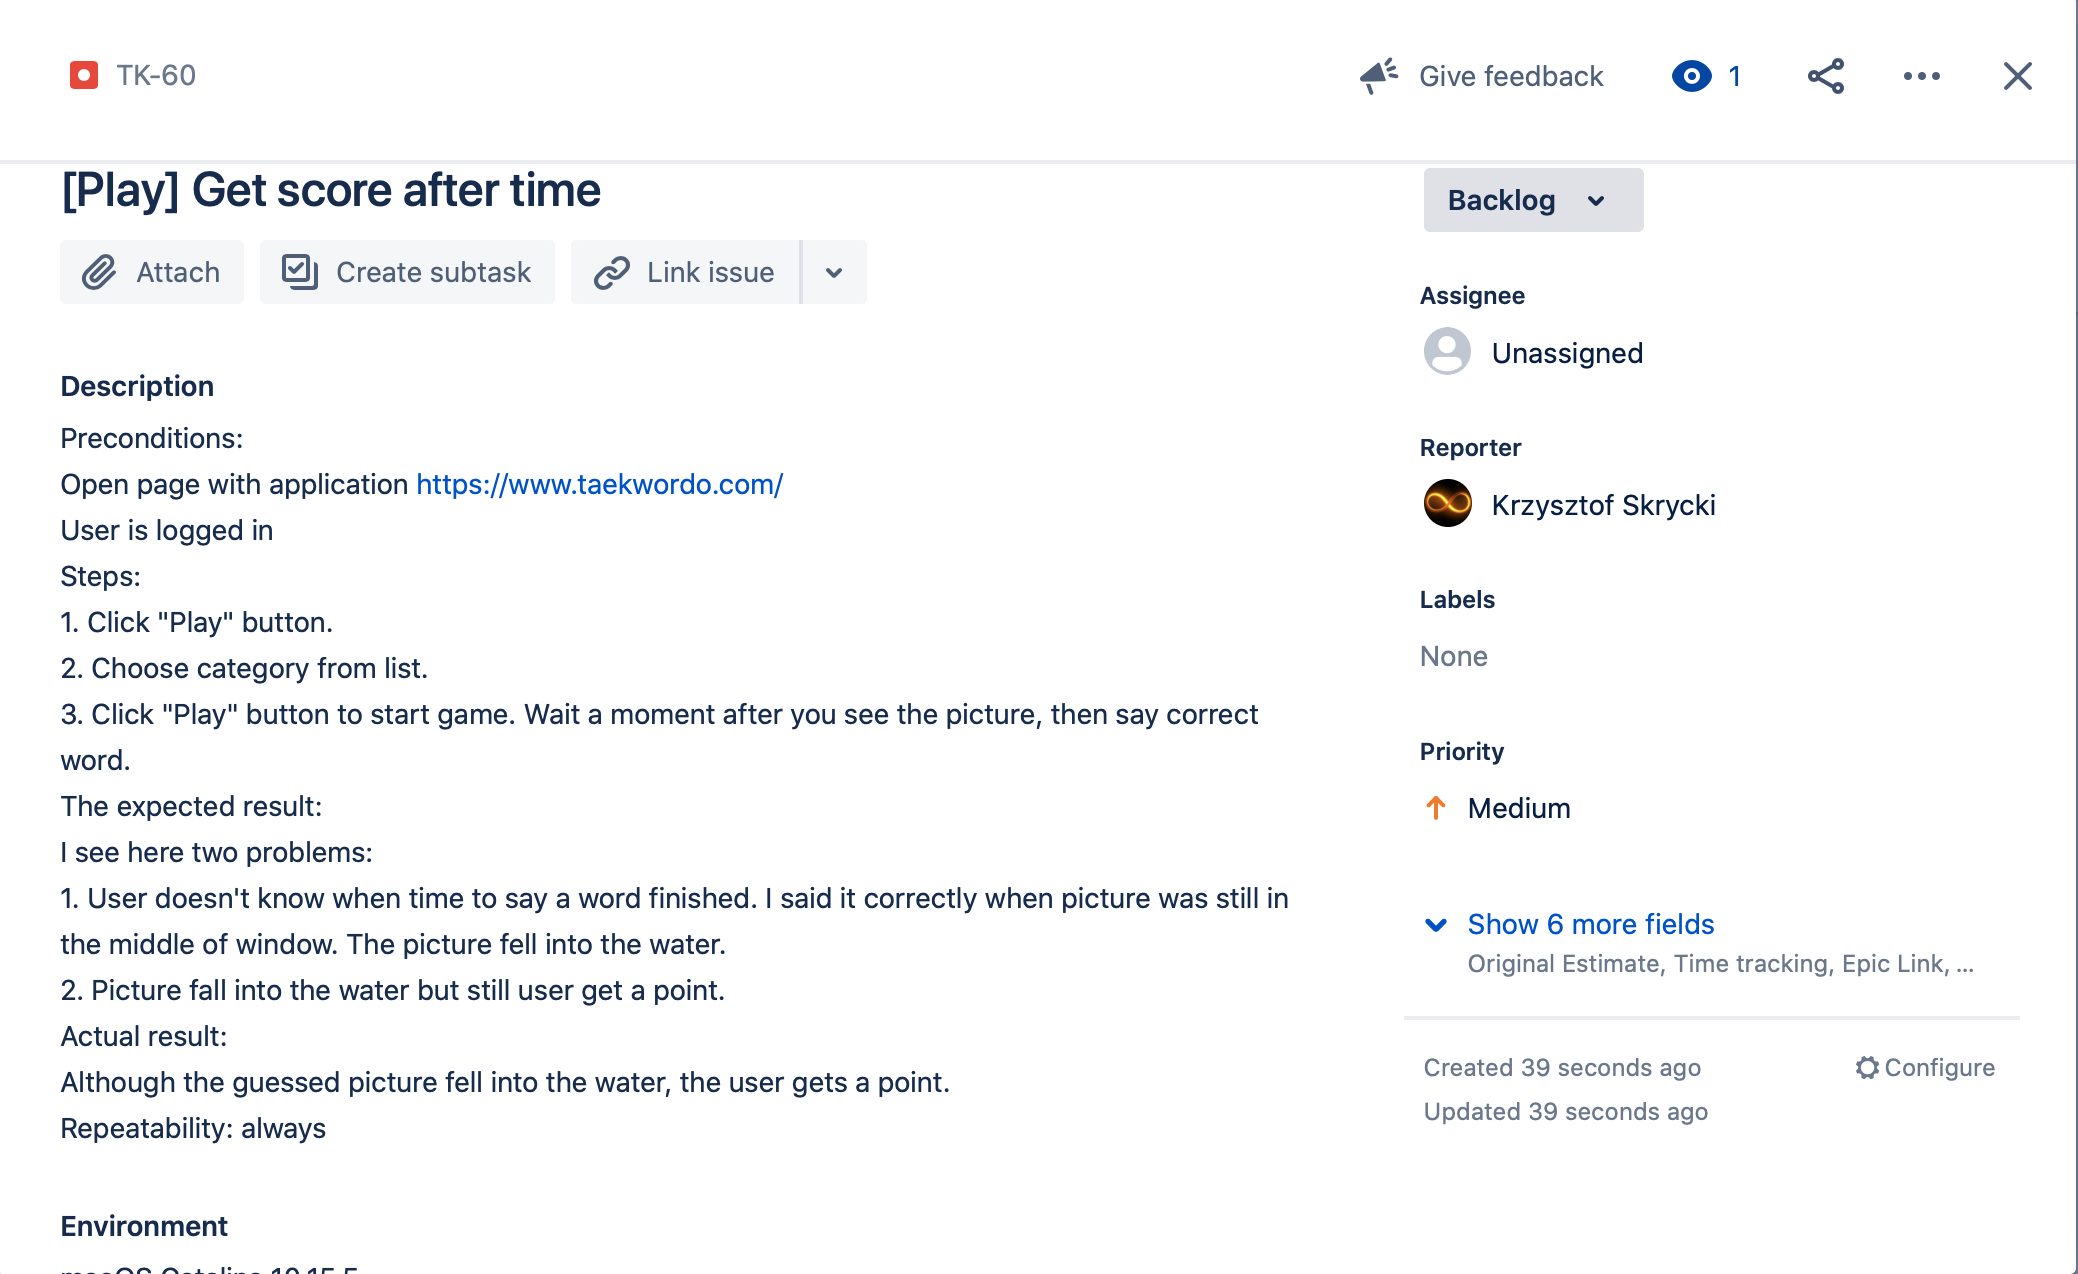 TK-60
Give feedback
1
[Play] Get score after time
Backlog
Attach
Create subtask
Link issue
Assignee
Unassigned
Description
Preconditions:
Open page with application https://www.taekwordo.com/
User is logged in
Steps:
1. Click "Play" button.
2. Choose category from list.
3. Click "Play" button to start game. Wait a moment after you see the picture, then say correct
word.
The expected result:
I see here two problems:
1. User doesn't know when time to say a word finished. I said it correctly when picture was still in
the middle of window. The picture fell into the water.
2. Picture fall into the water but still user get a point.
Actual result:
Although the guessed picture fell into the water, the user gets a point.
Repeatability: always
Environment
macOS Catalina 10.15.5
Reporter
Krzysztof Skrycki
Labels
None
Priority
Medium
Show 6 more fields
Original Estimate, Time tracking, Epic Link, ...
Created 39 seconds ago
Configure
Updated 39 seconds ago